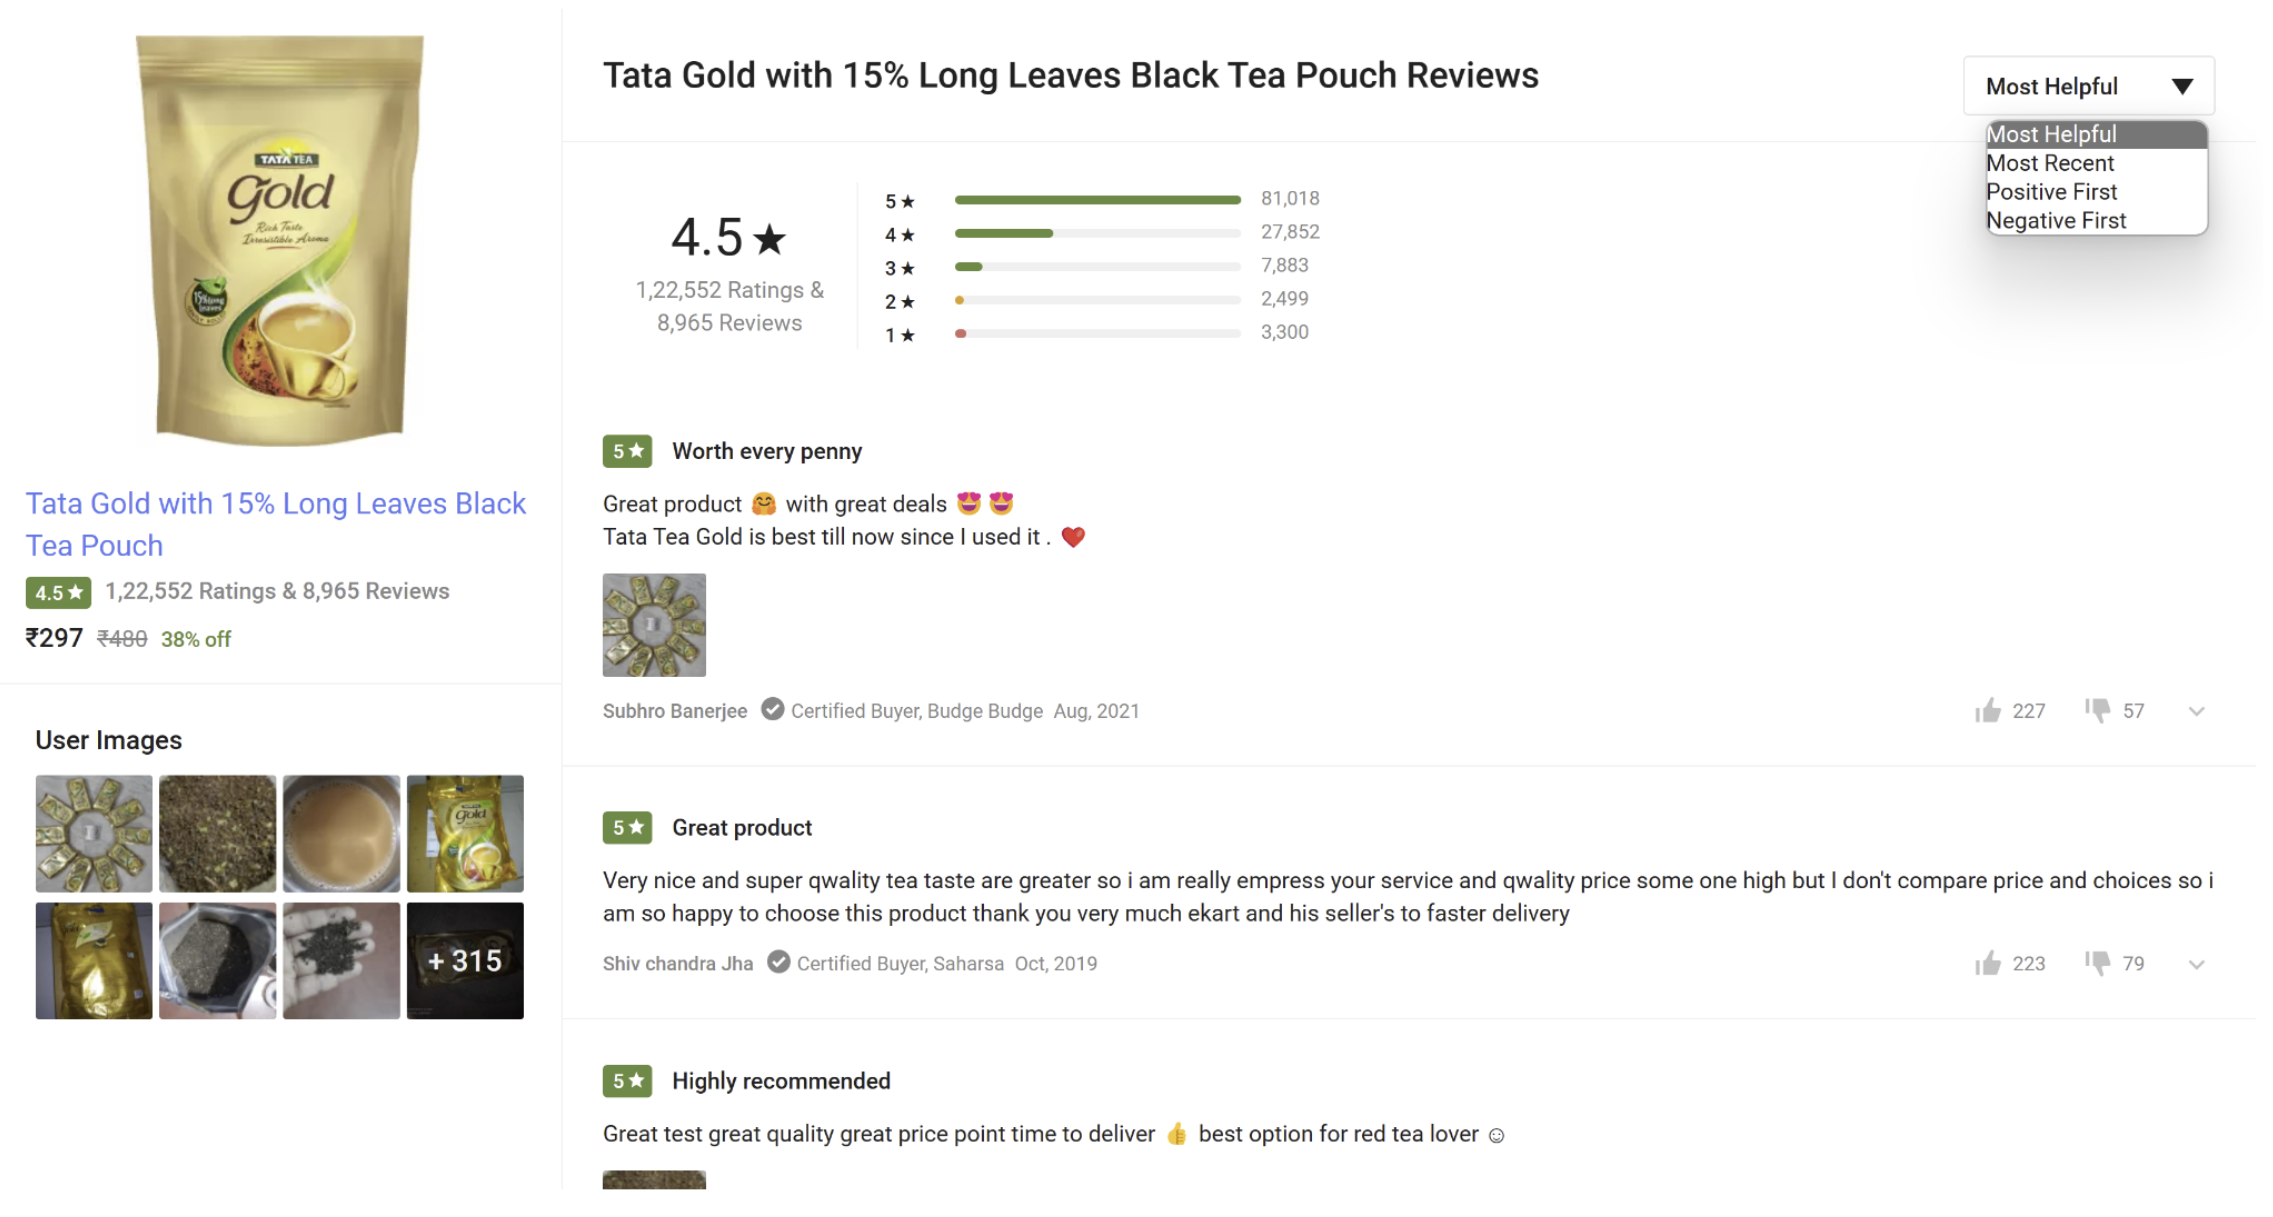 TATA TEA
Gold
Rich Taste
Irresistible Aroma
15% long
leaves
Tata Gold with 15% Long Leaves Black
Tea Pouch
4.5★ 1,22,552 Ratings & 8,965 Reviews
₹297 ₹480 38% off
User Images
Gold
+ 315
Tata Gold with 15% Long Leaves Black Tea Pouch Reviews
Most Helpful ▼
Most Helpful
Most Recent
Positive First
Negative First
4.5★
1,22,552 Ratings &
8,965 Reviews
5★ 81,018
4★ 27,852
3★ 7,883
2★ 2,499
1★ 3,300
5★ Worth every penny
Great product 🤗 with great deals 😍😍
Tata Tea Gold is best till now since I used it . ❤️
Subhro Banerjee Certified Buyer, Budge Budge Aug, 2021 227 57
5★ Great product
Very nice and super qwality tea taste are greater so i am really empress your service and qwality price some one high but I don't compare price and choices so i
am so happy to choose this product thank you very much ekart and his seller's to faster delivery
Shiv chandra Jha Certified Buyer, Saharsa Oct, 2019 223 79
5★ Highly recommended
Great test great quality great price point time to deliver 👍 best option for red tea lover ☺